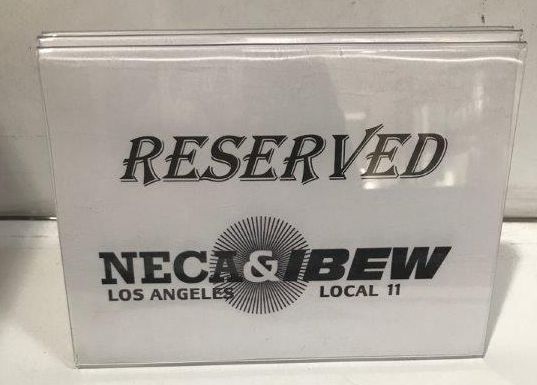 RESERVED
NECA & IBEW
LOS ANGELES LOCAL 11